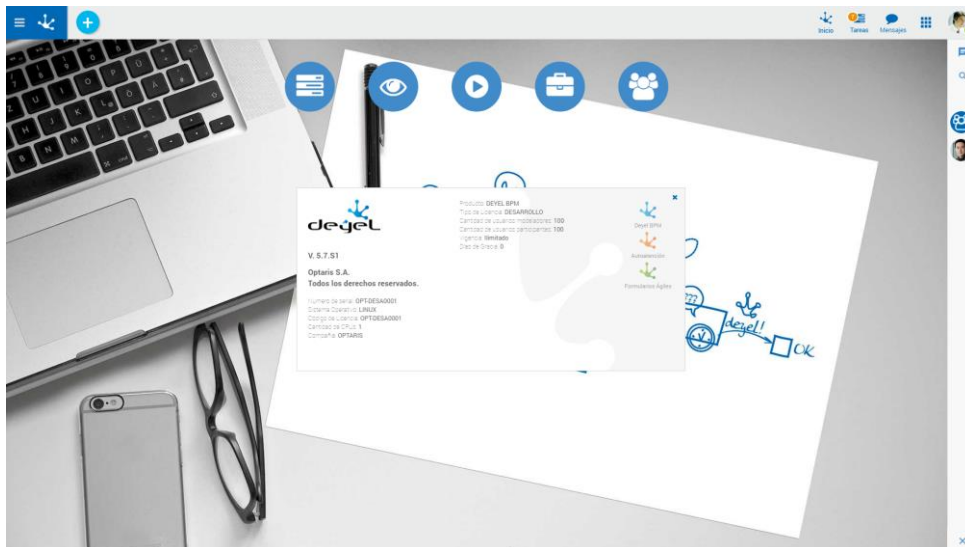 Inicio
Tareas
Mensajes
deyel
V. 5.7.S1
Optaris S.A.
Todos los derechos reservados.
Número de serial: OPT-DESA0001
Sistema Operativo: LINUX
Código de Licencia: OPT-DESA0001
Cantidad de CPUs: 1
Compañía: OPTARIS
Producto: DEYEL BPM
Tipo de Licencia: DESARROLLO
Cantidad de usuarios modeladores: 100
Cantidad de usuarios participantes: 100
Vigencia: Ilimitado
Días de Gracia: 0
Deyel BPM
Autoatención
Formularios Ágiles
???
deyel!
OK